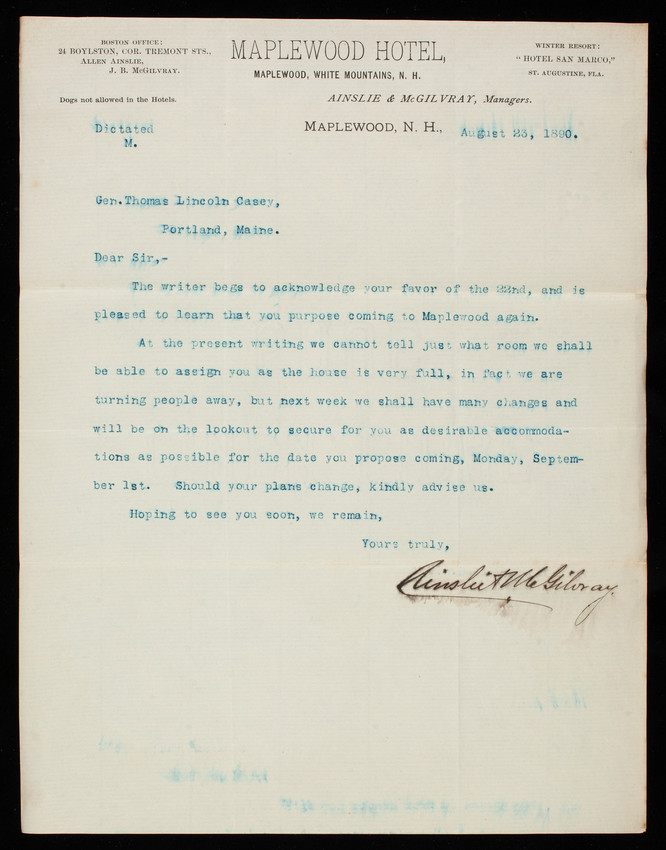 BOSTON OFFICE:
24 BOYLSTON, COR. TREMONT STS.,
ALLEN AINSLIE,
J. B. McGILVRAY.
Dogs not allowed in the Hotels.
MAPLEWOOD HOTEL,
MAPLEWOOD, WHITE MOUNTAINS, N. H.
WINTER RESORT:
"HOTEL SAN MARCO,"
ST. AUGUSTINE, FLA.
AINSLIE & McGILVRAY, Managers.
Dictated
M.
MAPLEWOOD, N. H., August 23, 1890.
Gen. Thomas Lincoln Casey,
Portland, Maine.
Dear Sir,-
The writer begs to acknowledge your favor of the 22nd, and is
pleased to learn that you purpose coming to Maplewood again.
At the present writing we cannot tell just what room we shall
be able to assign you as the house is very full, in fact we are
turning people away, but next week we shall have many changes and
will be on the lookout to secure for you as desirable accommoda-
tions as possible for the date you propose coming, Monday, Septem-
ber 1st. Should your plans change, kindly advise us.
Hoping to see you soon, we remain,
Yours truly,
Ainslie & McGilvray.